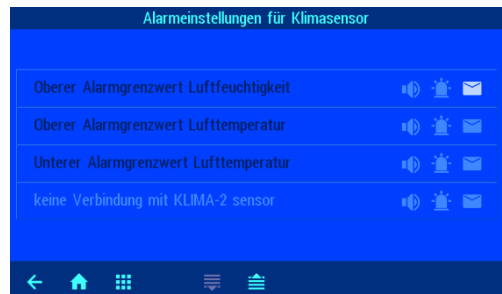 Alarmeinstellungen für Klimasensor
Oberer Alarmgrenzwert Luftfeuchtigkeit
Oberer Alarmgrenzwert Lufttemperatur
Unterer Alarmgrenzwert Lufttemperatur
keine Verbindung mit KLIMA-2 sensor